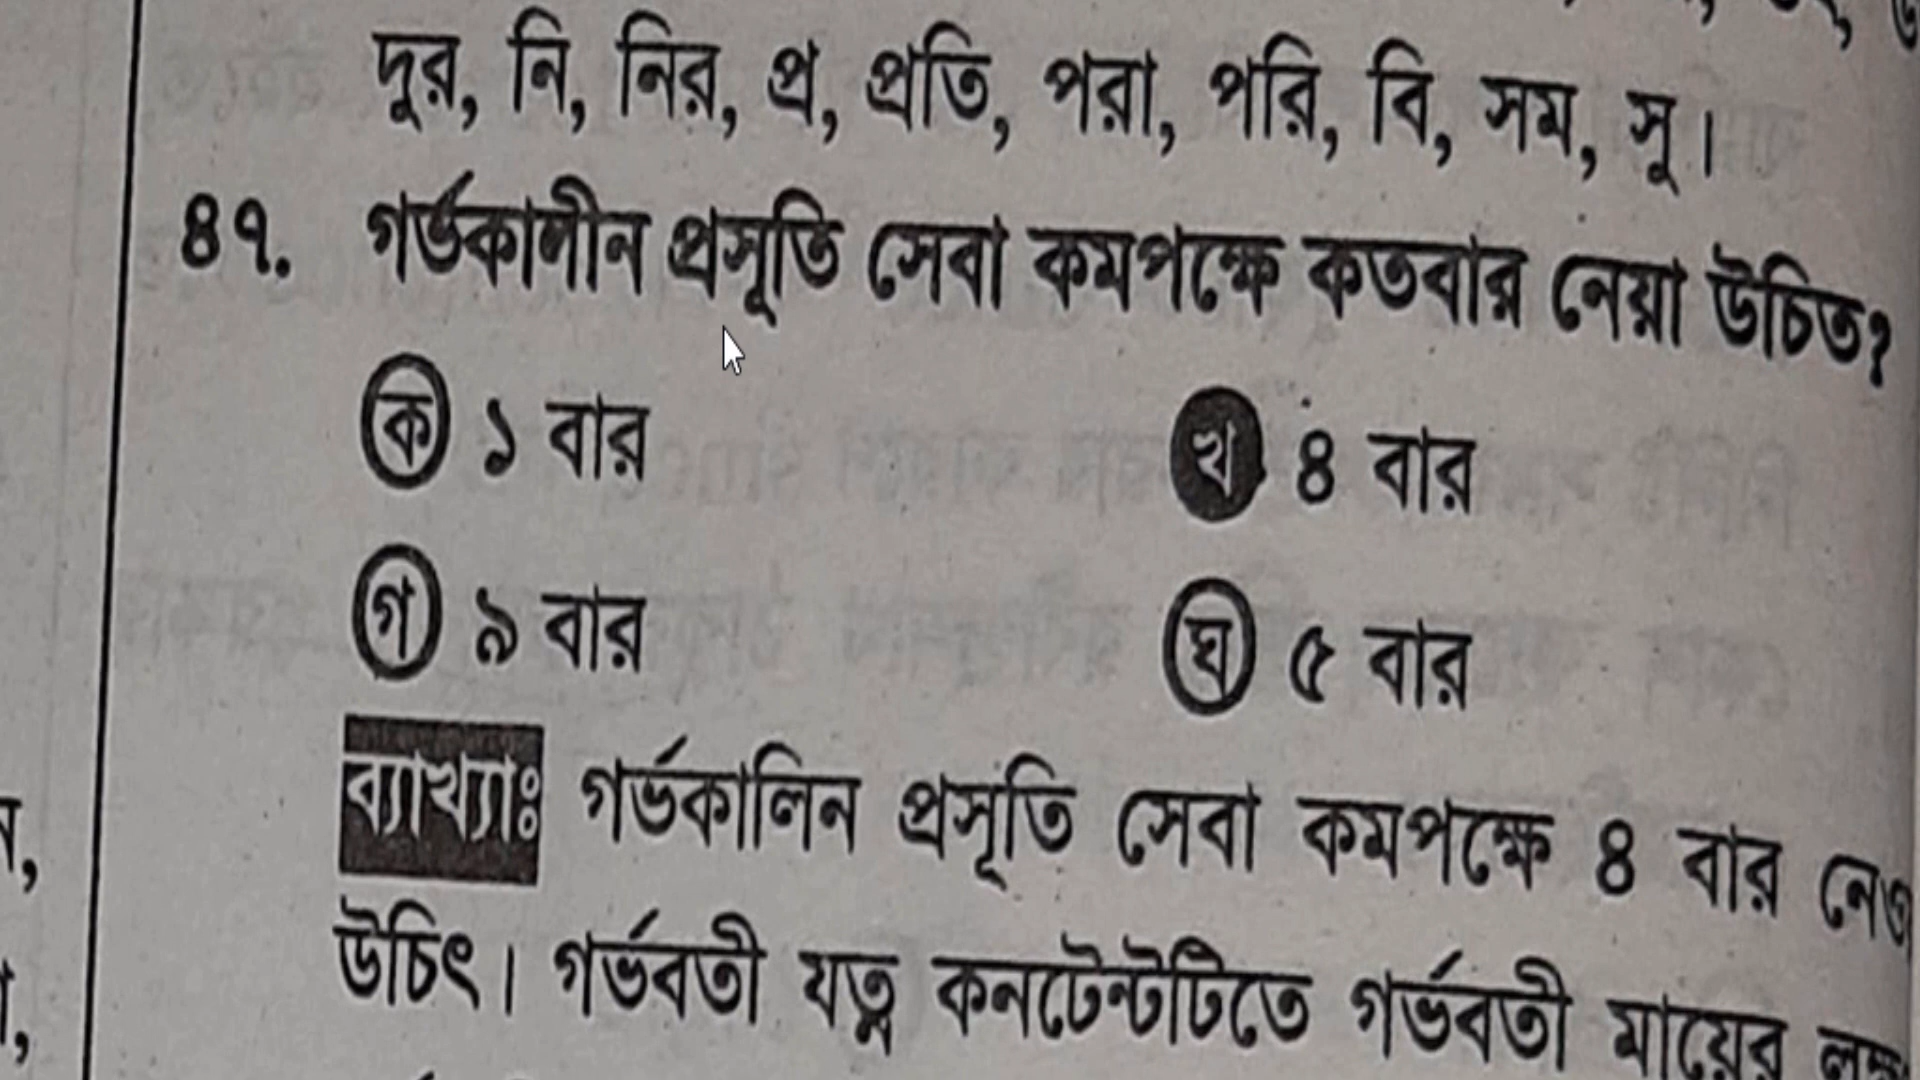 দুর, নি, নির, প্র, প্রতি, পরা, পরি, বি, সম, সূ।
৪৭. গর্ভকালীন প্রসূতি সেবা কমপক্ষে কতবার নেয়া উচিত?
ক ১ বার
খ ৪ বার
গ ৯ বার
ঘ ৫ বার
ব্যাখ্যাঃ গর্ভকালিন প্রসূতি সেবা কমপক্ষে ৪ বার
উচিৎ। গর্ভবতী যত্ন কনটেন্টটিতে গর্ভবতী মায়ের